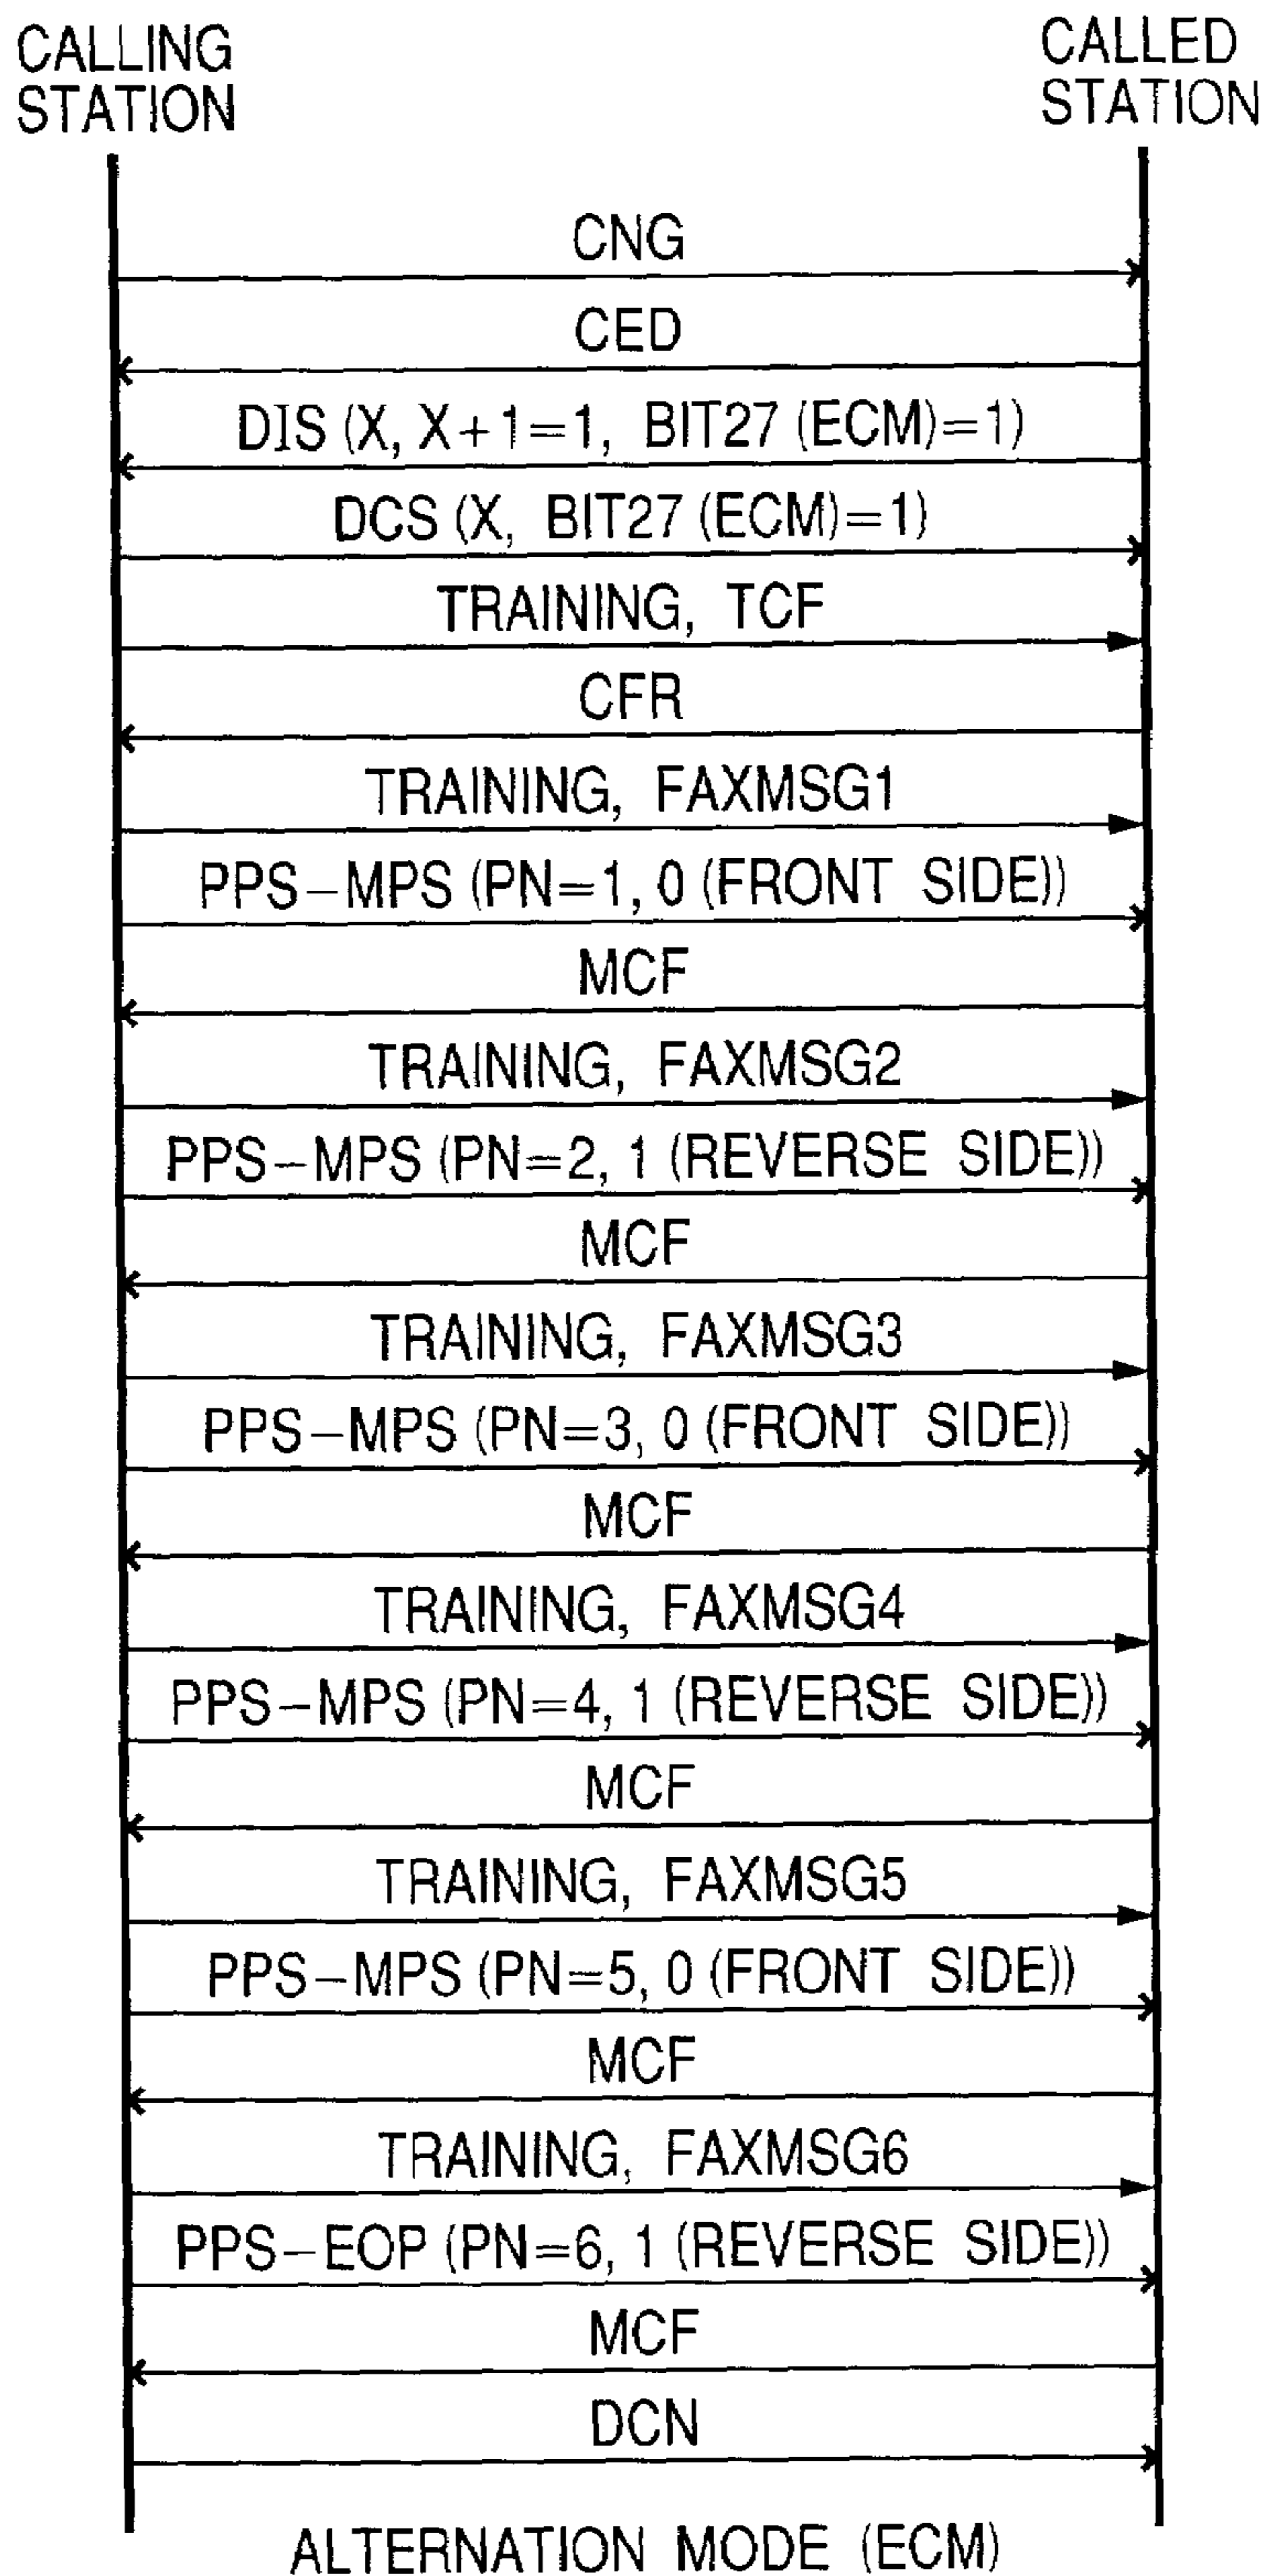 CALLING
STATION
CALLED
STATION
CNG
CED
DIS (X, X+1=1, BIT27 (ECM)=1)
DCS (X, BIT27 (ECM)=1)
TRAINING, TCF
CFR
TRAINING, FAXMSG1
PPS-MPS (PN=1, 0 (FRONT SIDE))
MCF
TRAINING, FAXMSG2
PPS-MPS (PN=2, 1 (REVERSE SIDE))
MCF
TRAINING, FAXMSG3
PPS-MPS (PN=3, 0 (FRONT SIDE))
MCF
TRAINING, FAXMSG4
PPS-MPS (PN=4, 1 (REVERSE SIDE))
MCF
TRAINING, FAXMSG5
PPS-MPS (PN=5, 0 (FRONT SIDE))
MCF
TRAINING, FAXMSG6
PPS-EOP (PN=6, 1 (REVERSE SIDE))
MCF
DCN
ALTERNATION MODE (ECM)